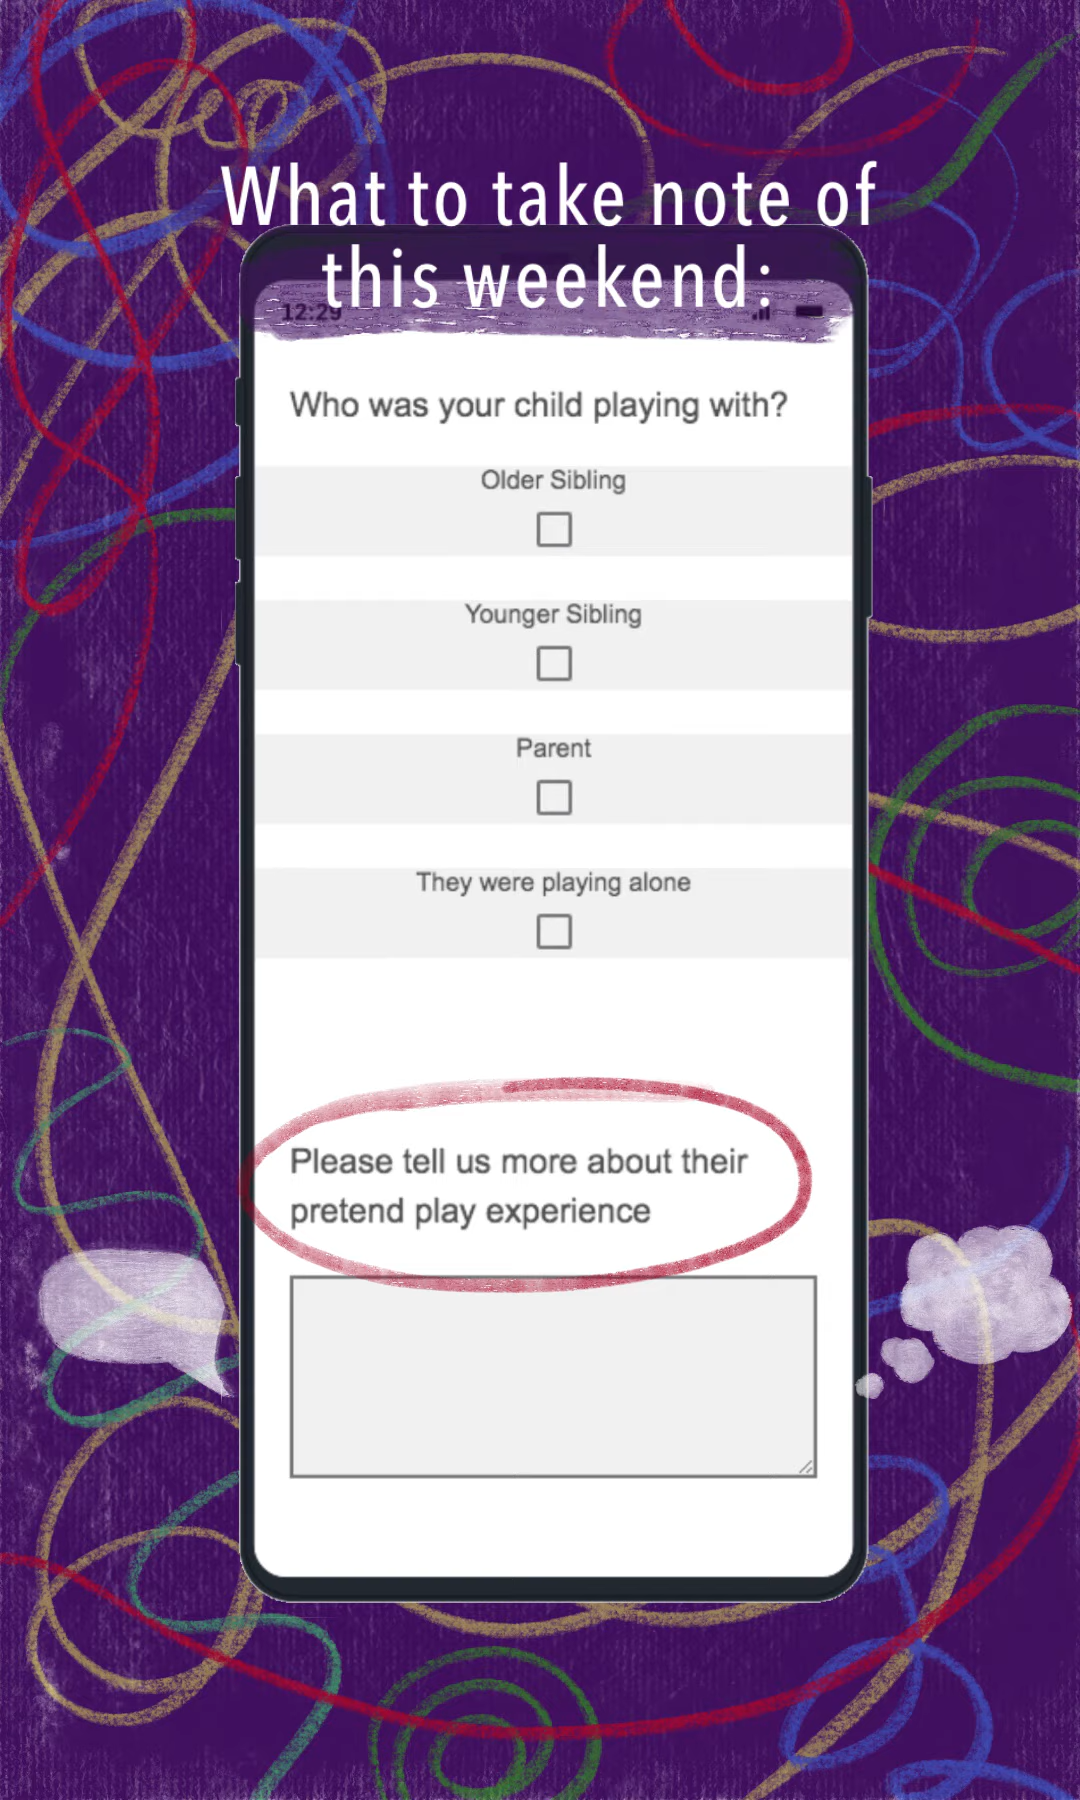 What to take note of
this weekend:
12:29
Who was your child playing with?
Older Sibling
Younger Sibling
Parent
They were playing alone
Please tell us more about their
pretend play experience